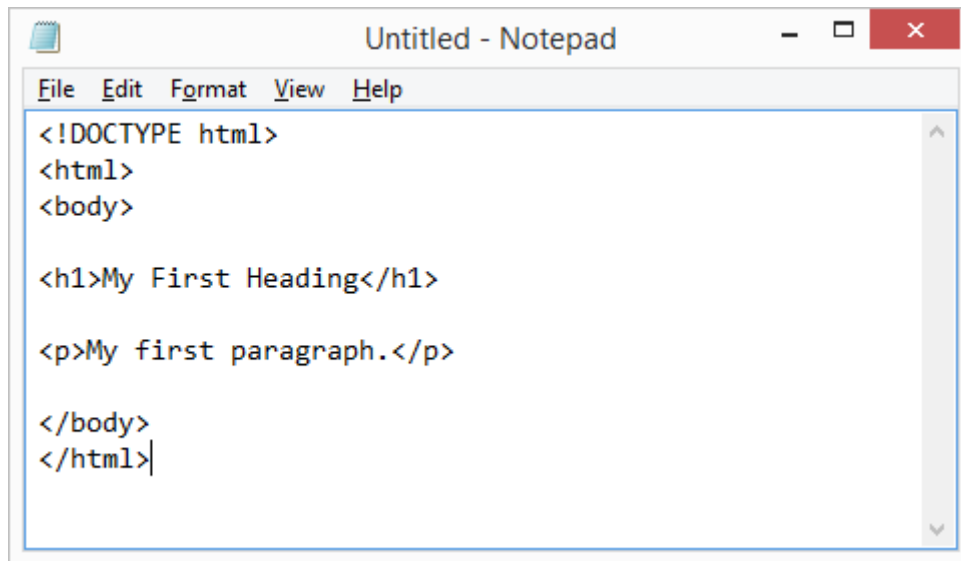 Untitled - Notepad
File Edit Format View Help
<!DOCTYPE html>
<html>
<body>
<h1>My First Heading</h1>
<p>My first paragraph.</p>
</body>
</html>